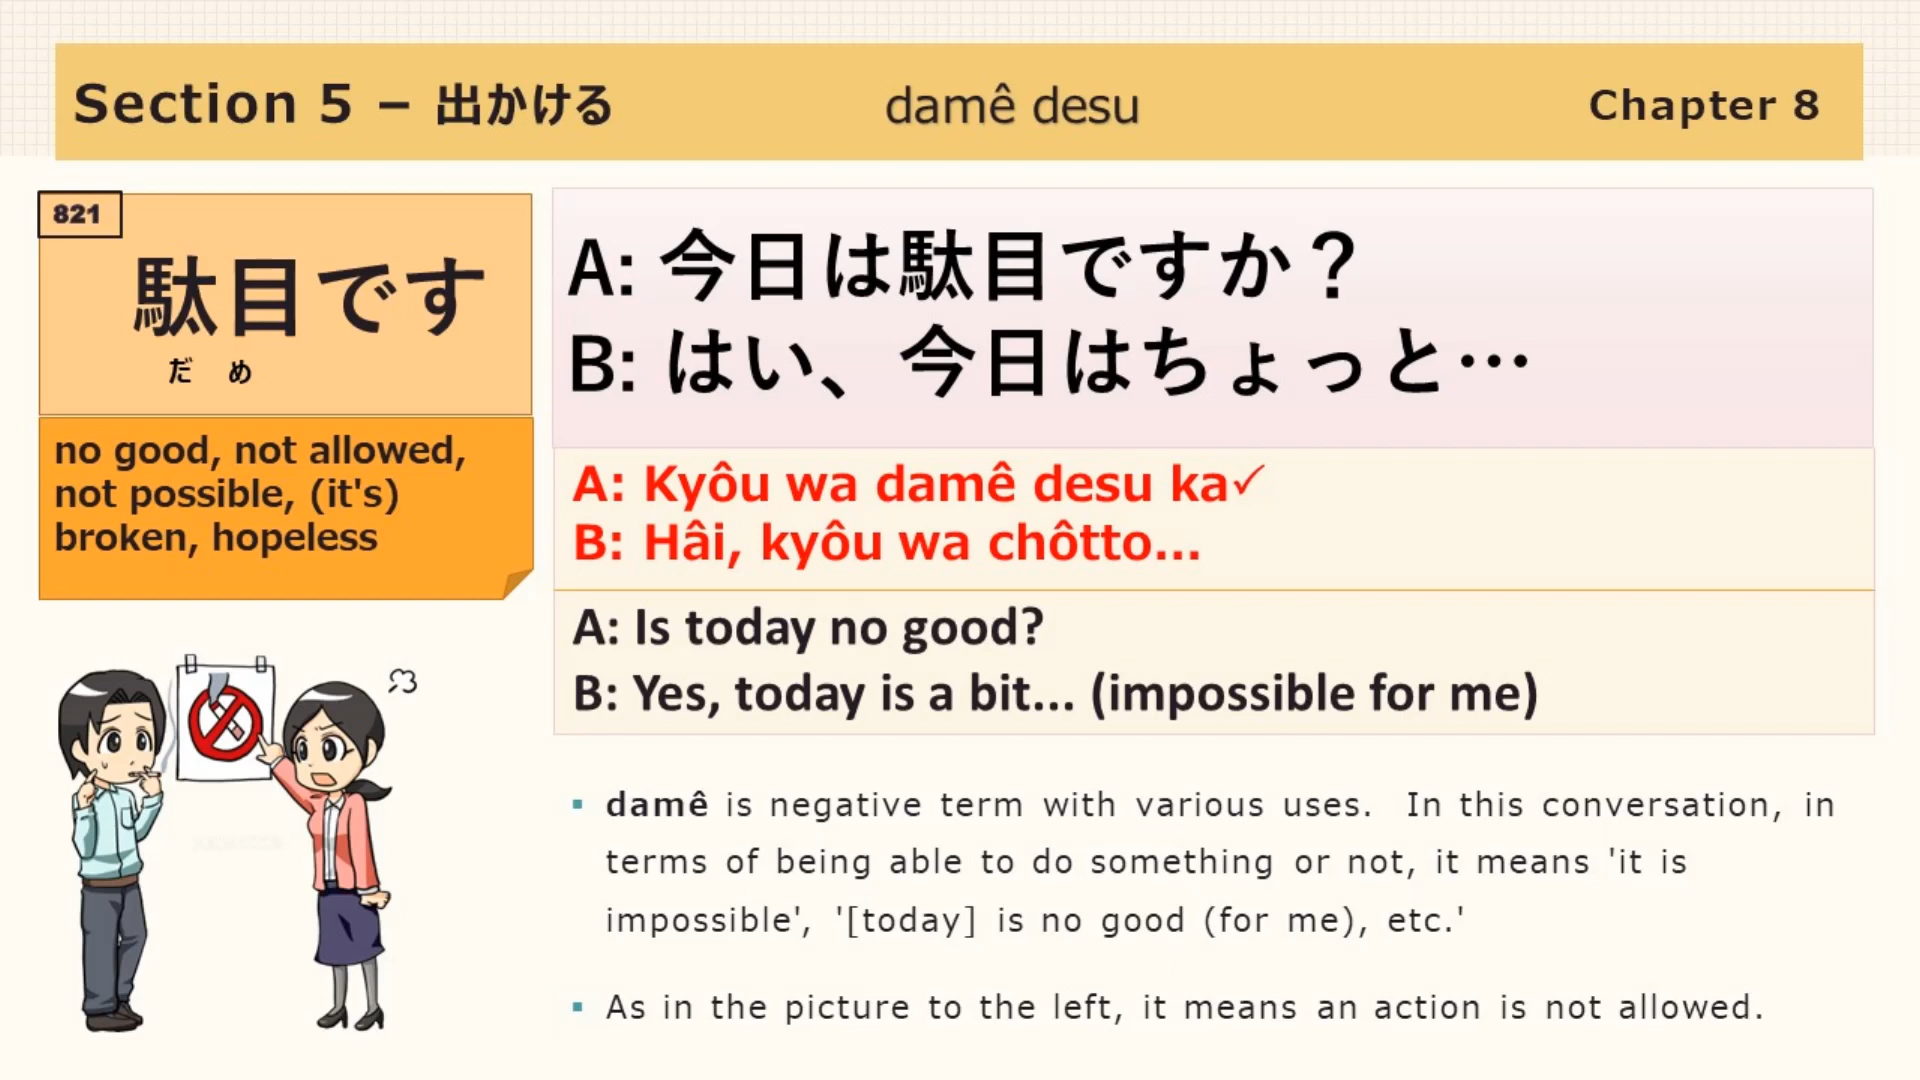 Section 5 – 出かける
damê desu
Chapter 8
821
駄目です
だ め
no good, not allowed,
not possible, (it's)
broken, hopeless
A: 今日は駄目ですか？
B: はい、今日はちょっと…
A: Kyôu wa damê desu ka✓
B: Hâi, kyôu wa chôtto...
A: Is today no good?
B: Yes, today is a bit... (impossible for me)
▪ damê is negative term with various uses. In this conversation, in
terms of being able to do something or not, it means 'it is
impossible', '[today] is no good (for me), etc.'
▪ As in the picture to the left, it means an action is not allowed.